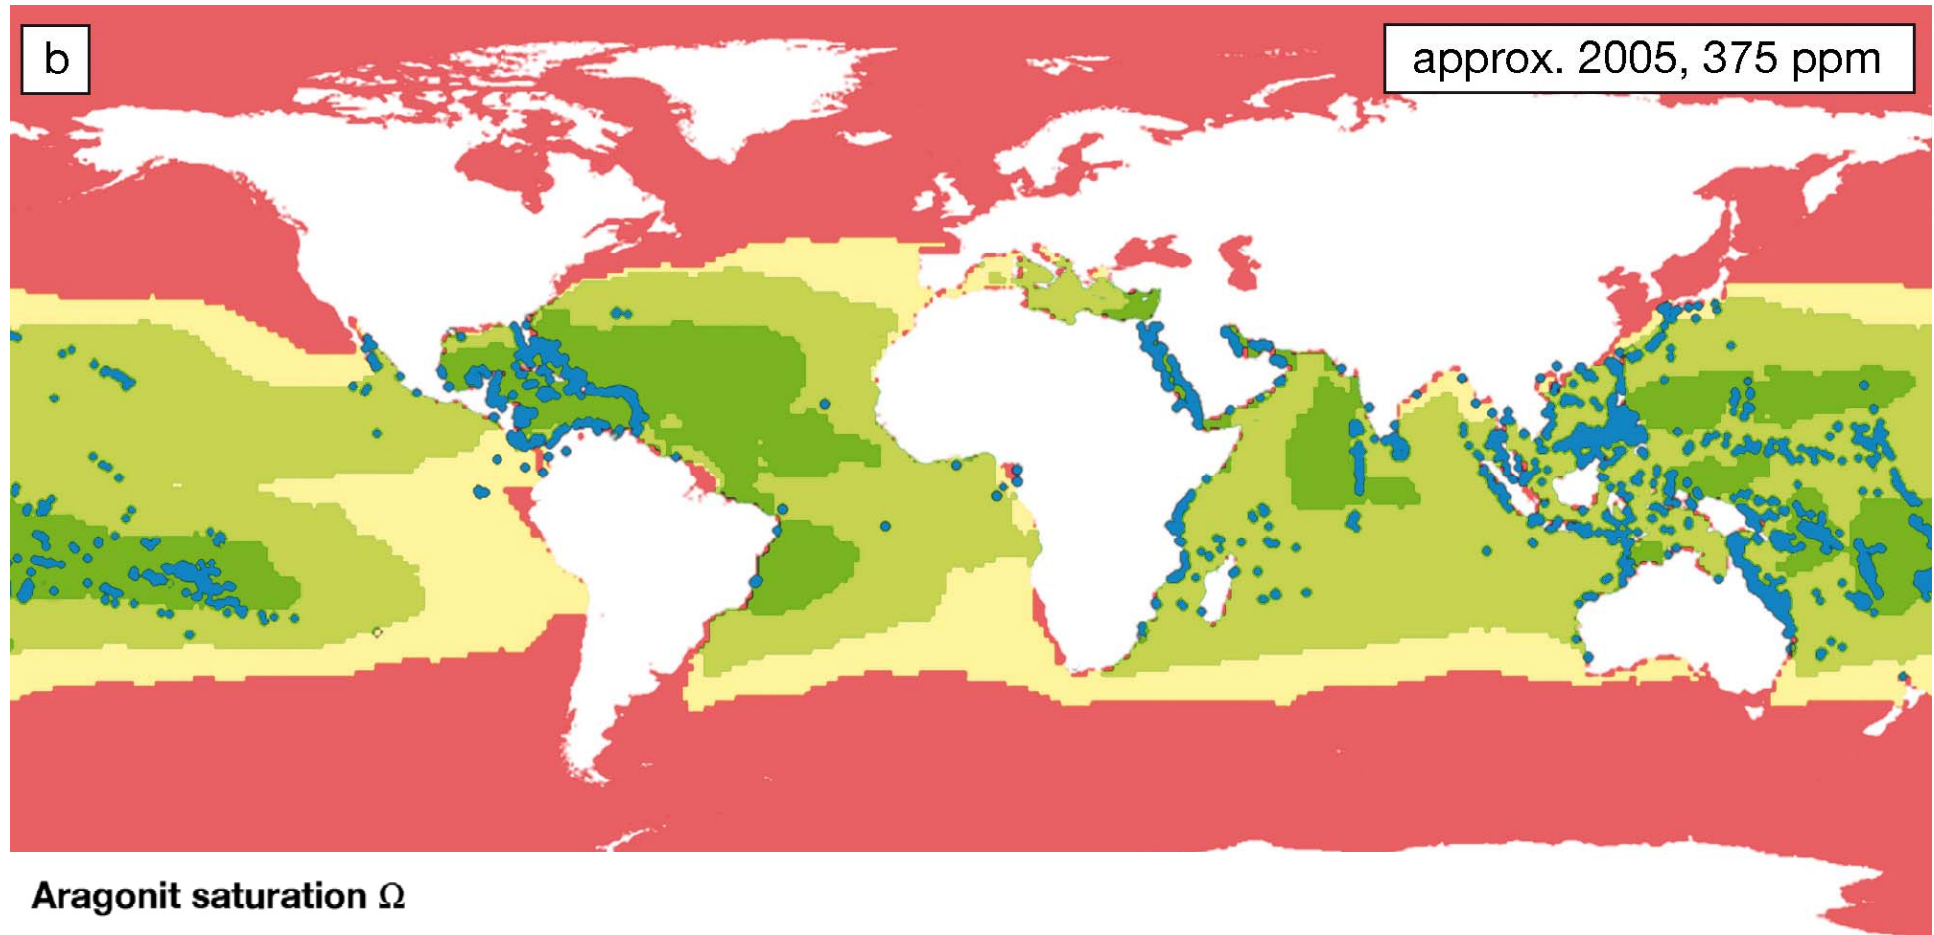 b
approx. 2005, 375 ppm
Aragonit saturation Ω